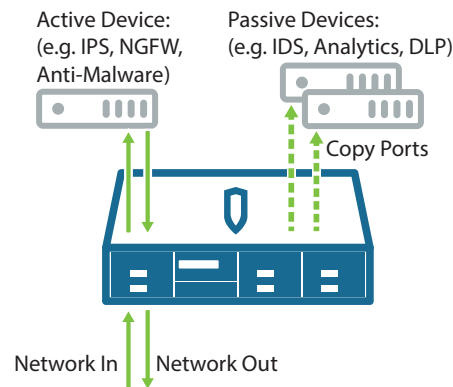 Active Device:
(e.g. IPS, NGFW,
Anti-Malware)
Passive Devices:
(e.g. IDS, Analytics, DLP)
Copy Ports
Network In
Network Out